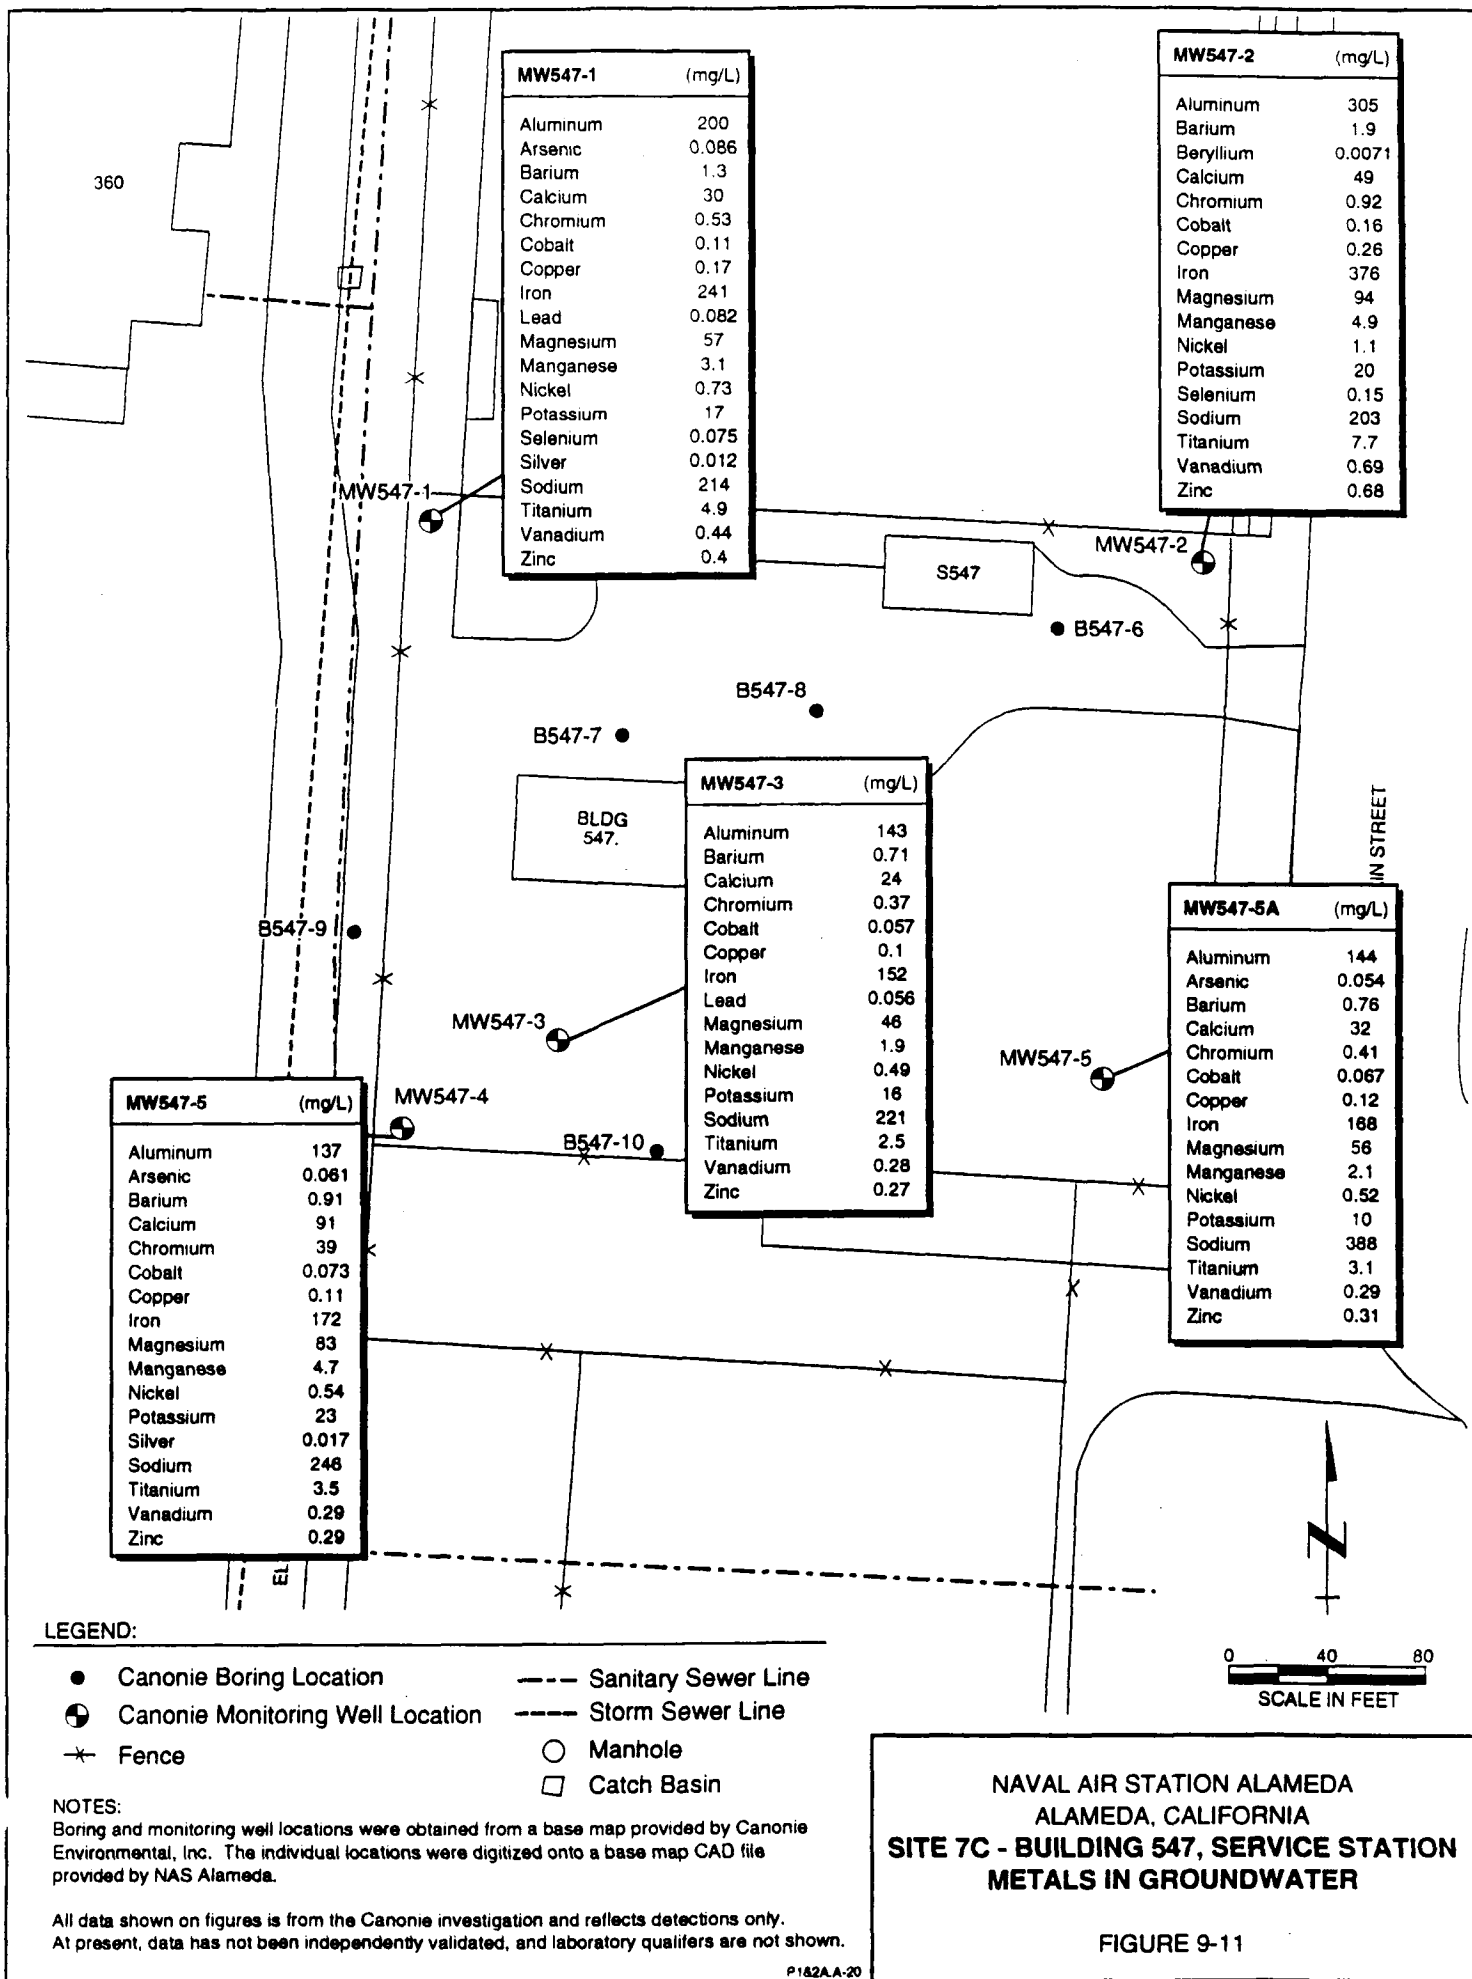 360
MW547-1 (mg/L)
Aluminum 200
Arsenic 0.086
Barium 1.3
Calcium 30
Chromium 0.53
Cobalt 0.11
Copper 0.17
Iron 241
Lead 0.082
Magnesium 57
Manganese 3.1
Nickel 0.73
Potassium 17
Selenium 0.075
Silver 0.012
Sodium 214
Titanium 4.9
Vanadium 0.44
Zinc 0.4
MW547-2 (mg/L)
Aluminum 305
Barium 1.9
Beryllium 0.0071
Calcium 49
Chromium 0.92
Cobalt 0.16
Copper 0.26
Iron 376
Magnesium 94
Manganese 4.9
Nickel 1.1
Potassium 20
Selenium 0.15
Sodium 203
Titanium 7.7
Vanadium 0.69
Zinc 0.68
MW547-1
MW547-2
S547
B547-6
B547-8
B547-7
BLDG
547.
MW547-3 (mg/L)
Aluminum 143
Barium 0.71
Calcium 24
Chromium 0.37
Cobalt 0.057
Copper 0.1
Iron 152
Lead 0.056
Magnesium 46
Manganese 1.9
Nickel 0.49
Potassium 16
Sodium 221
Titanium 2.5
Vanadium 0.28
Zinc 0.27
IN STREET
MW547-5A (mg/L)
Aluminum 144
Arsenic 0.054
Barium 0.76
Calcium 32
Chromium 0.41
Cobalt 0.067
Copper 0.12
Iron 168
Magnesium 56
Manganese 2.1
Nickel 0.52
Potassium 10
Sodium 388
Titanium 3.1
Vanadium 0.29
Zinc 0.31
B547-9
MW547-3
MW547-5
MW547-4
B547-10
MW547-5 (mg/L)
Aluminum 137
Arsenic 0.061
Barium 0.91
Calcium 91
Chromium 39
Cobalt 0.073
Copper 0.11
Iron 172
Magnesium 83
Manganese 4.7
Nickel 0.54
Potassium 23
Silver 0.017
Sodium 246
Titanium 3.5
Vanadium 0.29
Zinc 0.29
EL
Z
LEGEND:
Canonie Boring Location
Canonie Monitoring Well Location
Fence
Sanitary Sewer Line
Storm Sewer Line
Manhole
Catch Basin
0 40 80
SCALE IN FEET
NOTES:
Boring and monitoring well locations were obtained from a base map provided by Canonie
Environmental, Inc. The individual locations were digitized onto a base map CAD file
provided by NAS Alameda.
All data shown on figures is from the Canonie investigation and reflects detections only.
At present, data has not been independently validated, and laboratory qualifers are not shown.
P1&2A.A-20
NAVAL AIR STATION ALAMEDA
ALAMEDA, CALIFORNIA
SITE 7C - BUILDING 547, SERVICE STATION
METALS IN GROUNDWATER
FIGURE 9-11